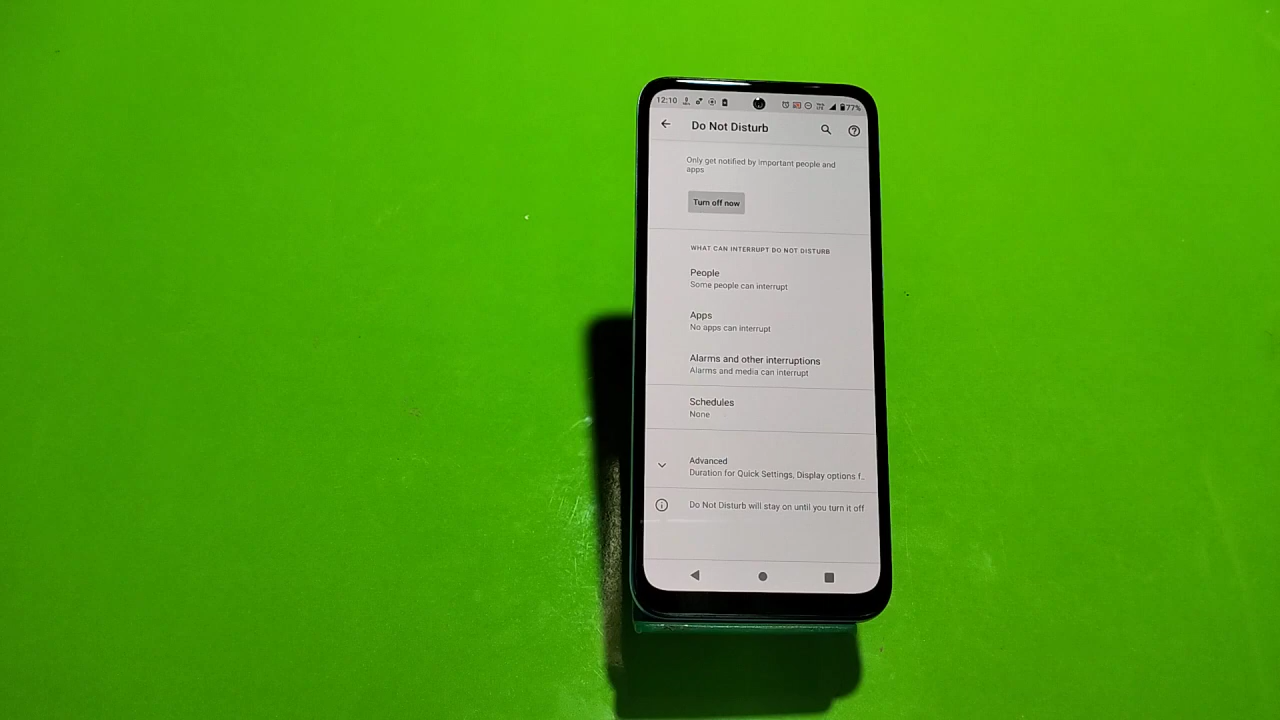 12:10
77%
Do Not Disturb
Only get notified by important people and
apps
Turn off now
WHAT CAN INTERRUPT DO NOT DISTURB
People
Some people can interrupt
Apps
No apps can interrupt
Alarms and other interruptions
Alarms and media can interrupt
Schedules
None
Advanced
Duration for Quick Settings, Display options f..
Do Not Disturb will stay on until you turn it off